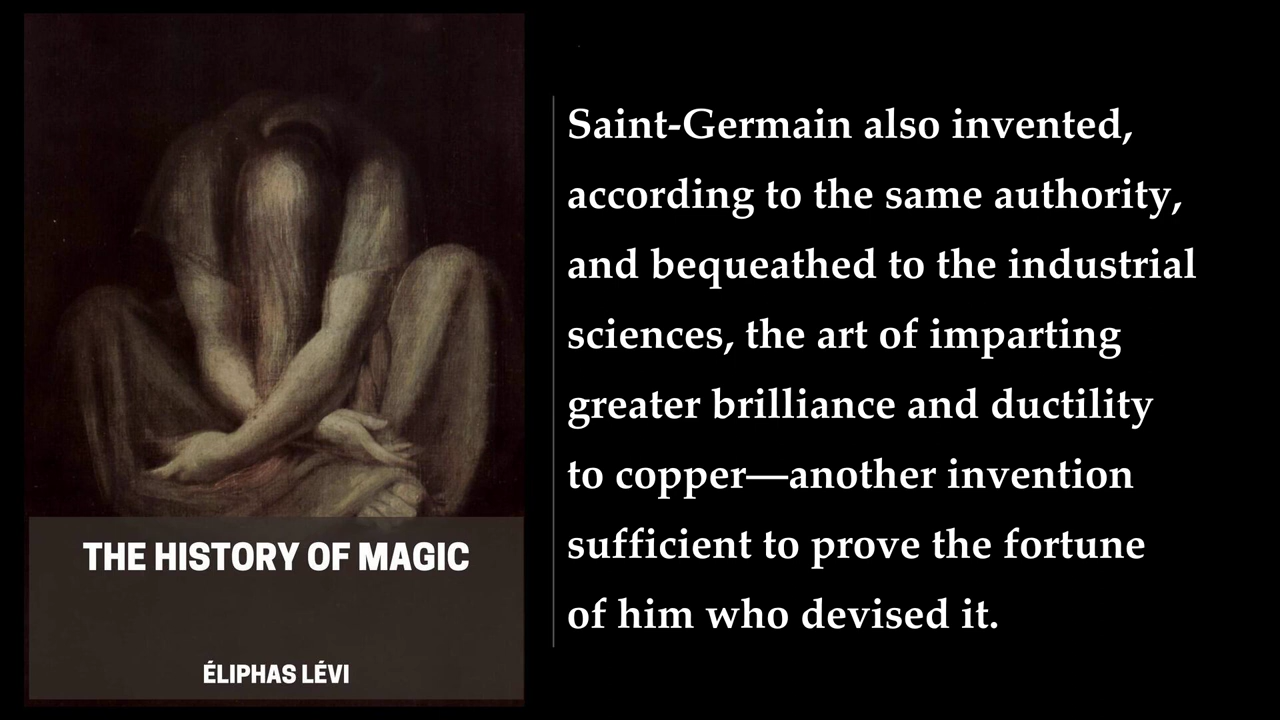 THE HISTORY OF MAGIC
ÉLIPHAS LÉVI
Saint-Germain also invented,
according to the same authority,
and bequeathed to the industrial
sciences, the art of imparting
greater brilliance and ductility
to copper—another invention
sufficient to prove the fortune
of him who devised it.